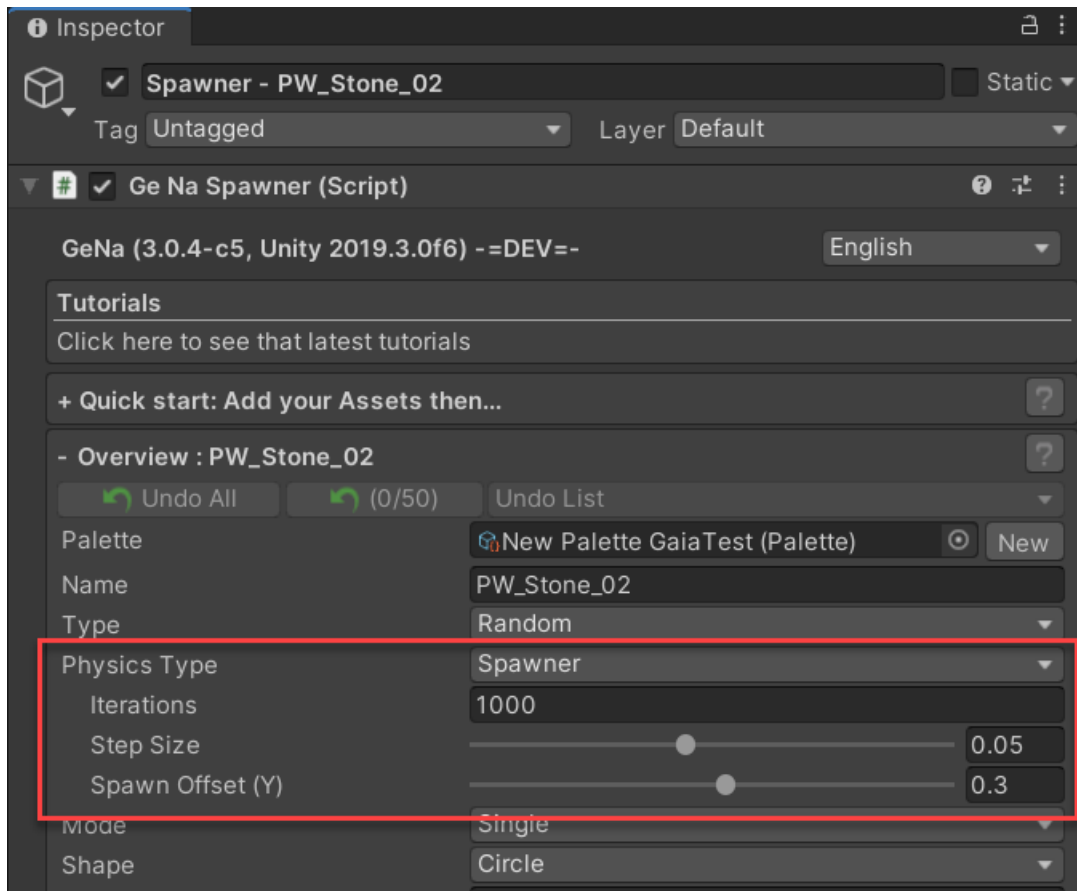 Inspector
Spawner - PW_Stone_02 Static
Tag Untagged Layer Default
# Ge Na Spawner (Script) ?
GeNa (3.0.4-c5, Unity 2019.3.0f6) -=DEV=- English
Tutorials
Click here to see that latest tutorials
+ Quick start: Add your Assets then... ?
- Overview : PW_Stone_02 ?
Undo All (0/50) Undo List
Palette New Palette GaiaTest (Palette) New
Name PW_Stone_02
Type Random
Physics Type Spawner
Iterations 1000
Step Size 0.05
Spawn Offset (Y) 0.3
Mode Single
Shape Circle